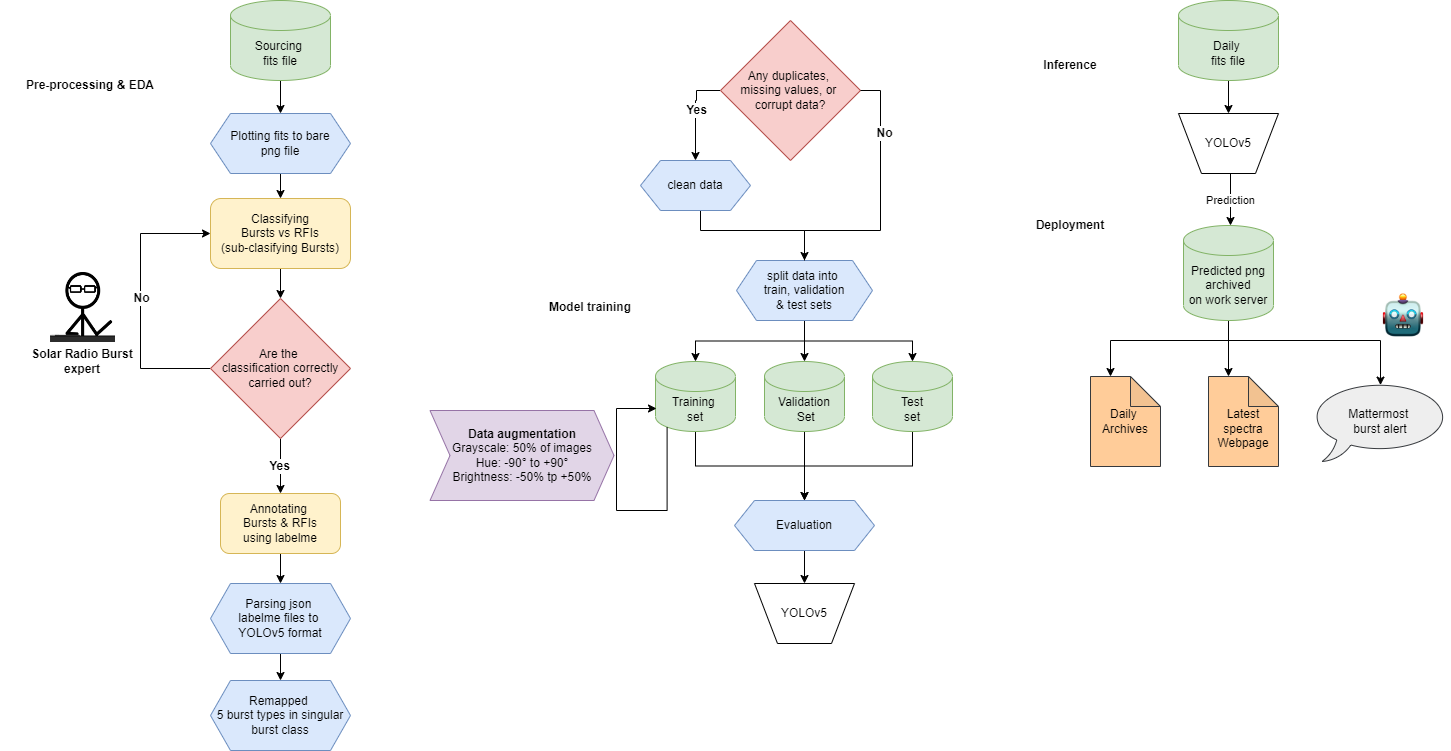 Pre-processing & EDA
Sourcing
fits file
Plotting fits to bare
png file
Classifying
Bursts vs RFIs
(sub-clasifying Bursts)
No
Solar Radio Burst
expert
Are the
classification correctly
carried out?
Yes
Annotating
Bursts & RFIs
using labelme
Parsing json
labelme files to
YOLOv5 format
Remapped
5 burst types in singular
burst class
Any duplicates,
missing values, or
corrupt data?
Yes
No
clean data
split data into
train, validation
& test sets
Model training
Training
set
Validation
Set
Test
set
Data augmentation
Grayscale: 50% of images
Hue: -90° to +90°
Brightness: -50% tp +50%
Evaluation
YOLOv5
Inference
Daily
fits file
YOLOv5
Prediction
Deployment
Predicted png
archived
on work server
Daily
Archives
Latest
spectra
Webpage
Mattermost
burst alert